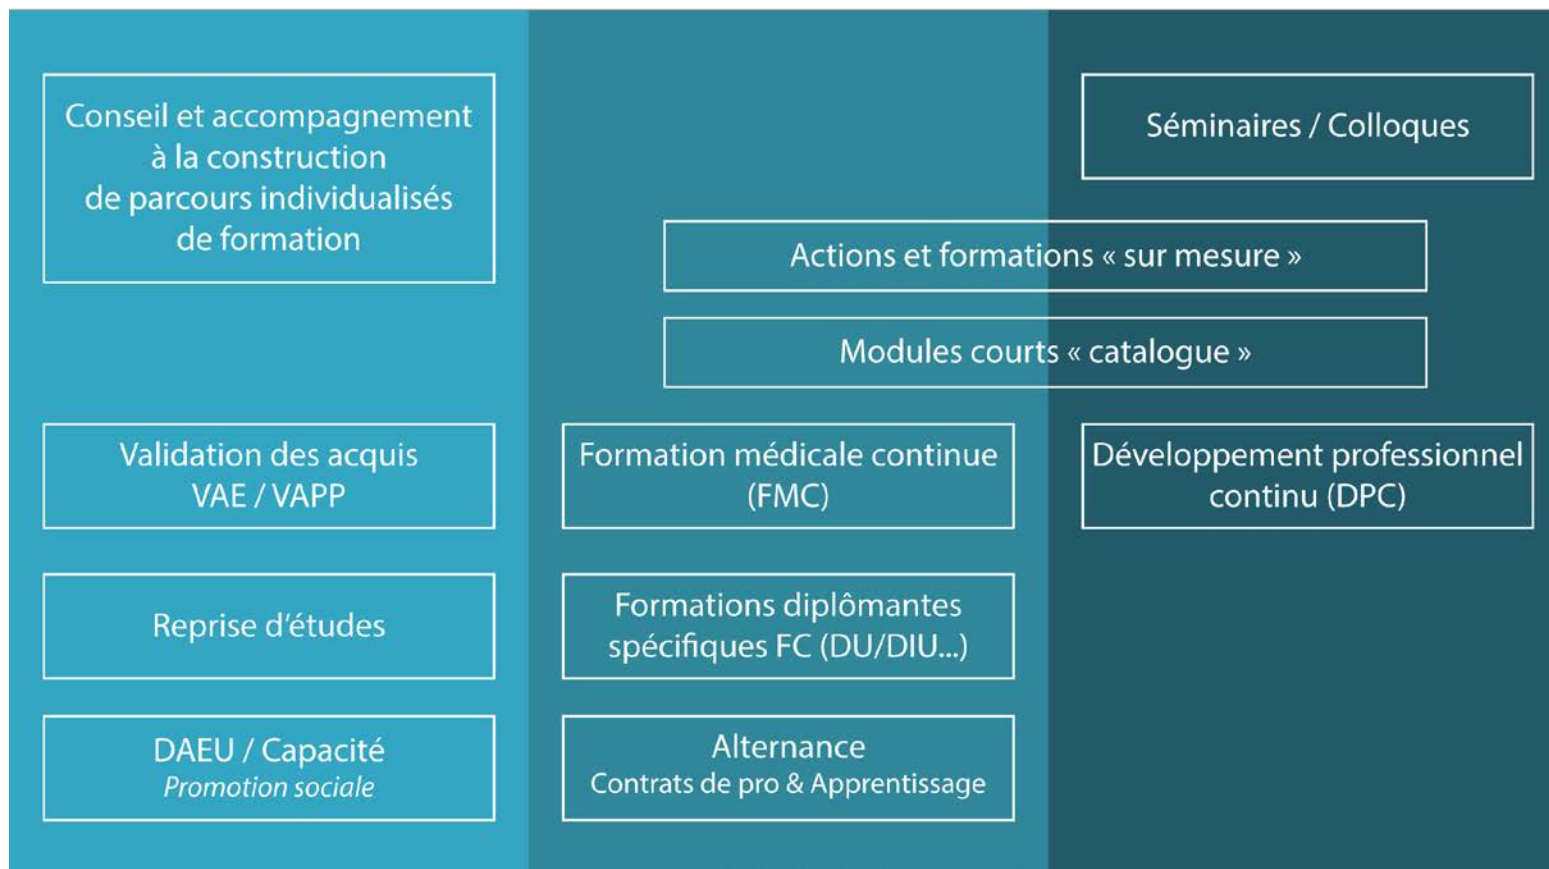 Conseil et accompagnement
à la construction
de parcours individualisés
de formation
Séminaires / Colloques
Actions et formations « sur mesure »
Modules courts « catalogue »
Validation des acquis
VAE / VAPP
Formation médicale continue
(FMC)
Développement professionnel
continu (DPC)
Reprise d’études
Formations diplômantes
spécifiques FC (DU/DIU...)
DAEU / Capacité
Promotion sociale
Alternance
Contrats de pro & Apprentissage